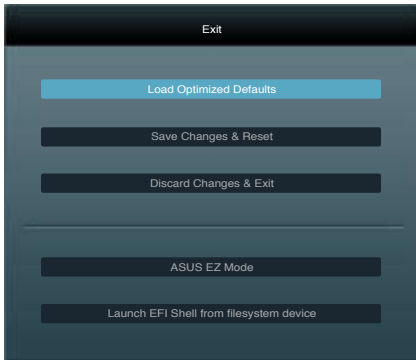 Exit
Load Optimized Defaults
Save Changes & Reset
Discard Changes & Exit
ASUS EZ Mode
Launch EFI Shell from filesystem device